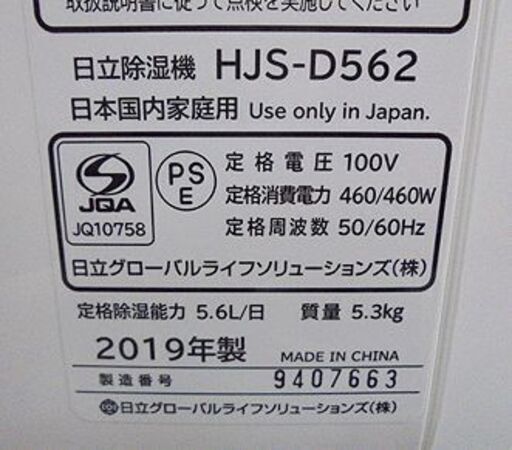 取扱説明書に従って点検を実施してください
日立除湿機 HJS-D562
日本国内家庭用 Use only in Japan.
JQA
JQ10758
PS
E
定格電圧 100V
定格消費電力 460/460W
定格周波数 50/60Hz
日立グローバルライフソリューションズ(株)
定格除湿能力 5.6L/日 質量 5.3kg
2019年製 MADE IN CHINA
製造番号 9407663
日立グローバルライフソリューションズ(株)